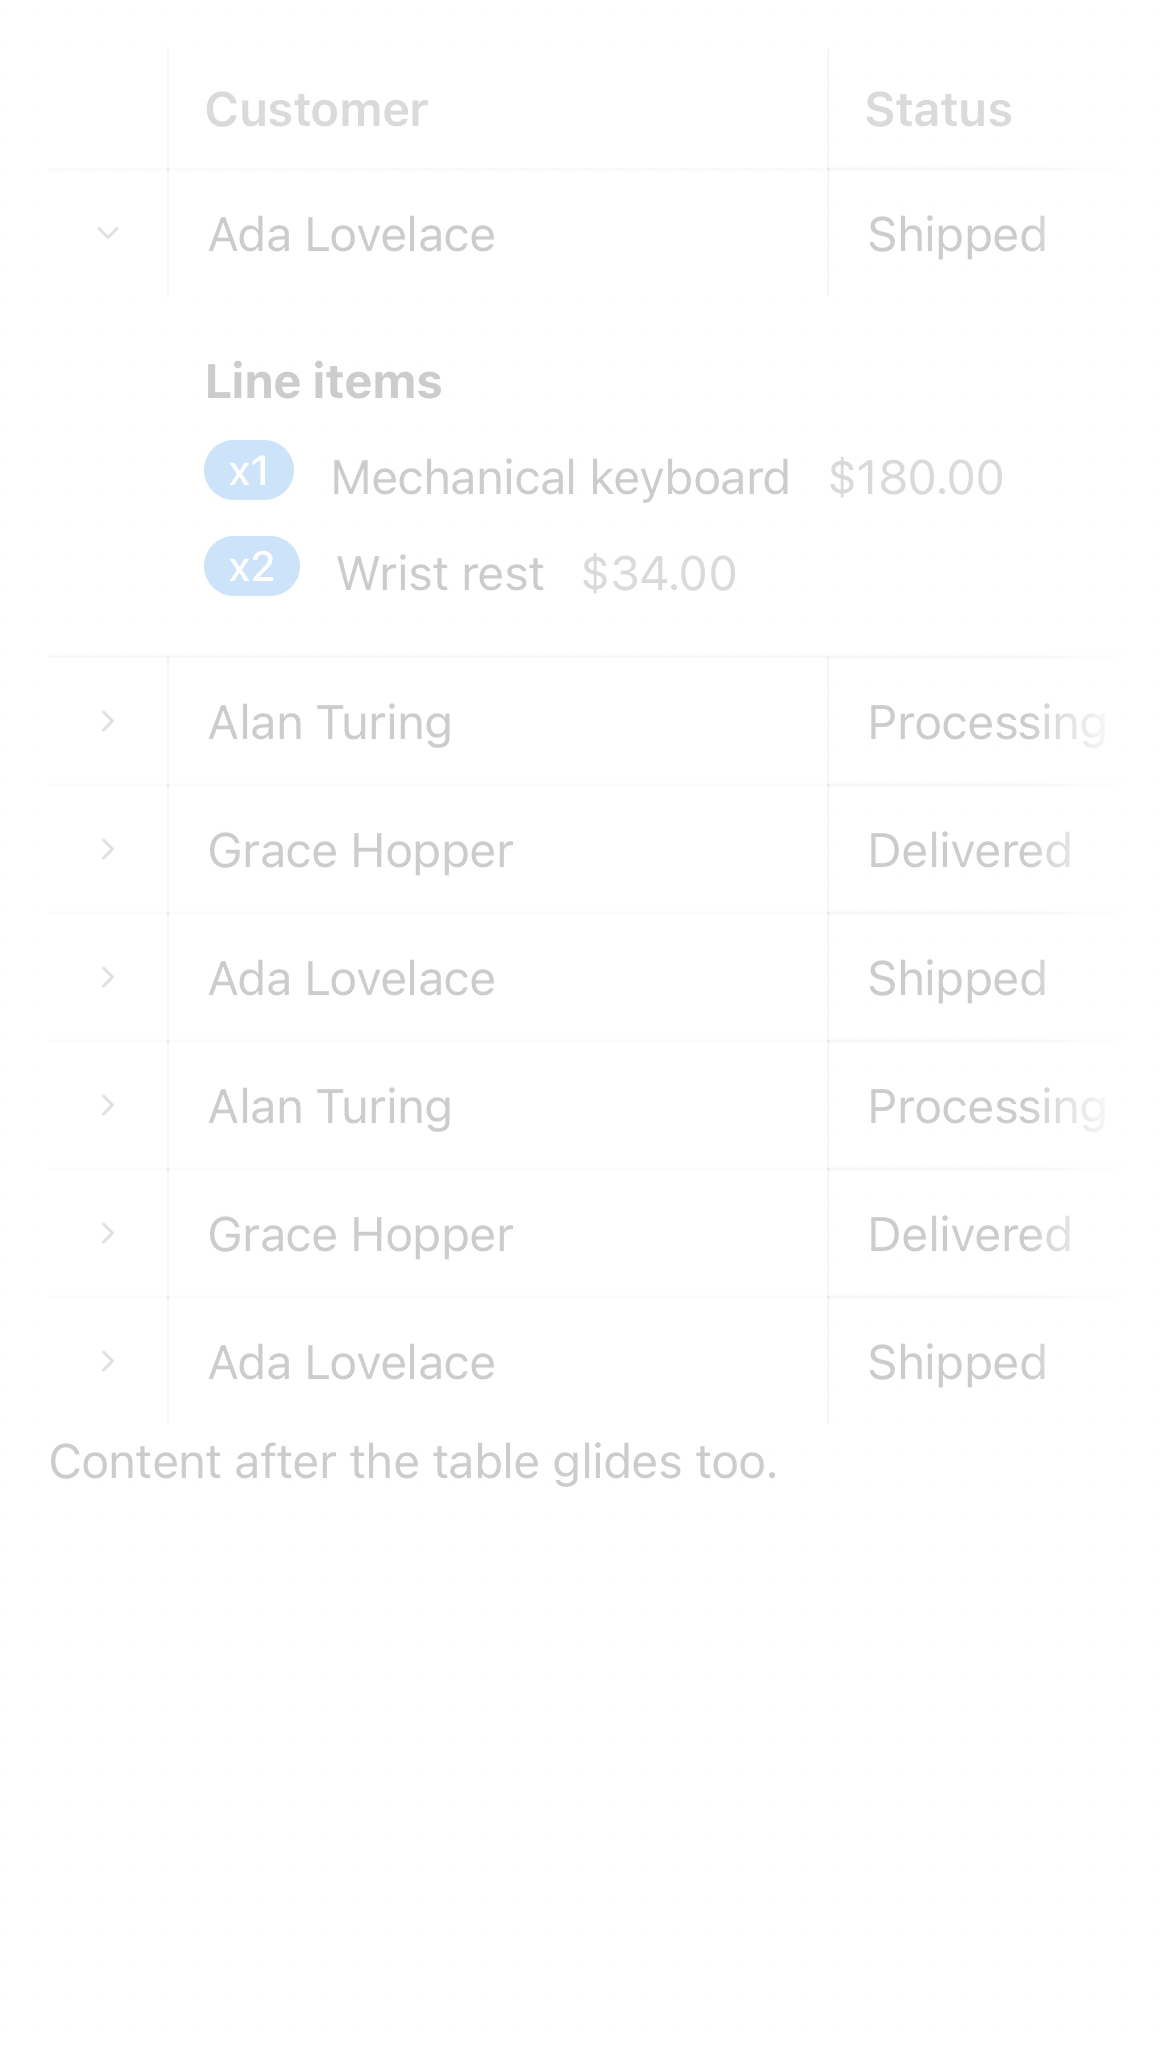 Customer Status
Ada Lovelace Shipped
Line items
x1 Mechanical keyboard $180.00
x2 Wrist rest $34.00
Alan Turing Processing
Grace Hopper Delivered
Ada Lovelace Shipped
Alan Turing Processing
Grace Hopper Delivered
Ada Lovelace Shipped
Content after the table glides too.